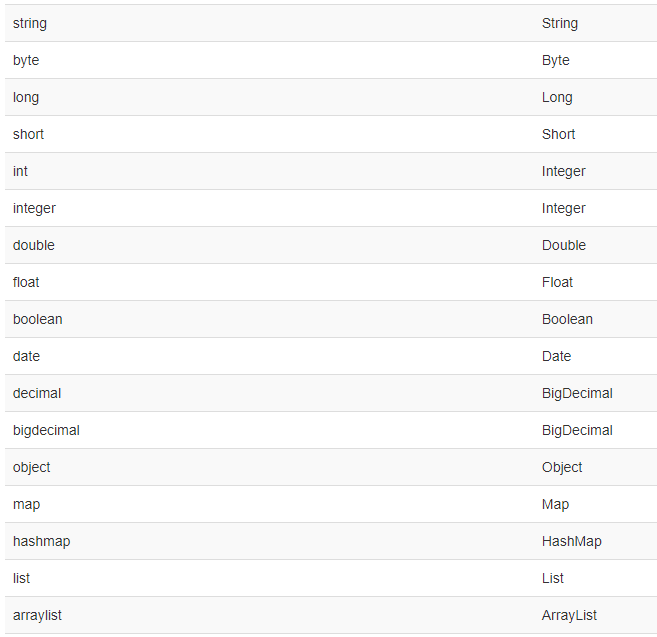 string String
byte Byte
long Long
short Short
int Integer
integer Integer
double Double
float Float
boolean Boolean
date Date
decimal BigDecimal
bigdecimal BigDecimal
object Object
map Map
hashmap HashMap
list List
arraylist ArrayList